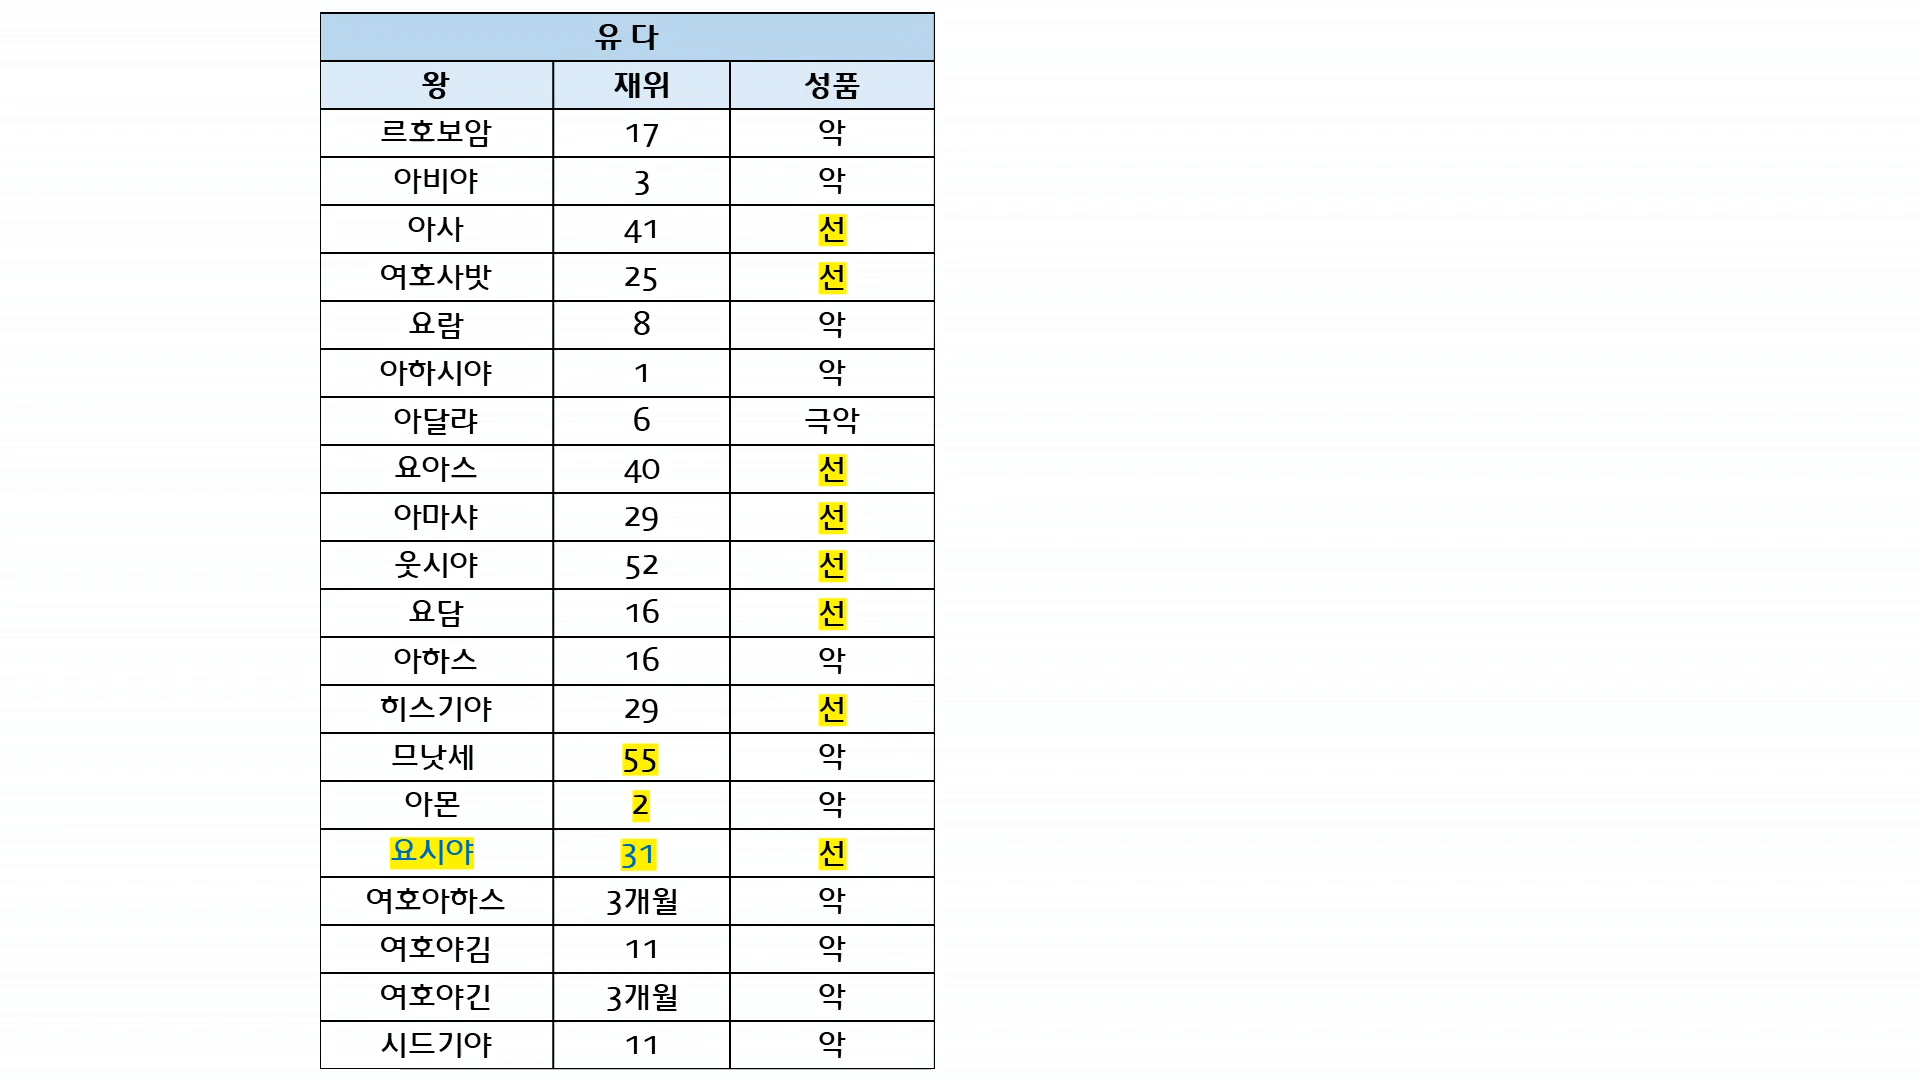 유 다
왕 재위 성품
르호보암 17 악
아비야 3 악
아사 41 선
여호사밧 25 선
요람 8 악
아하시야 1 악
아달랴 6 극악
요아스 40 선
아마샤 29 선
웃시야 52 선
요담 16 선
아하스 16 악
히스기야 29 선
므낫세 55 악
아몬 2 악
요시야 31 선
여호아하스 3개월 악
여호야김 11 악
여호야긴 3개월 악
시드기야 11 악